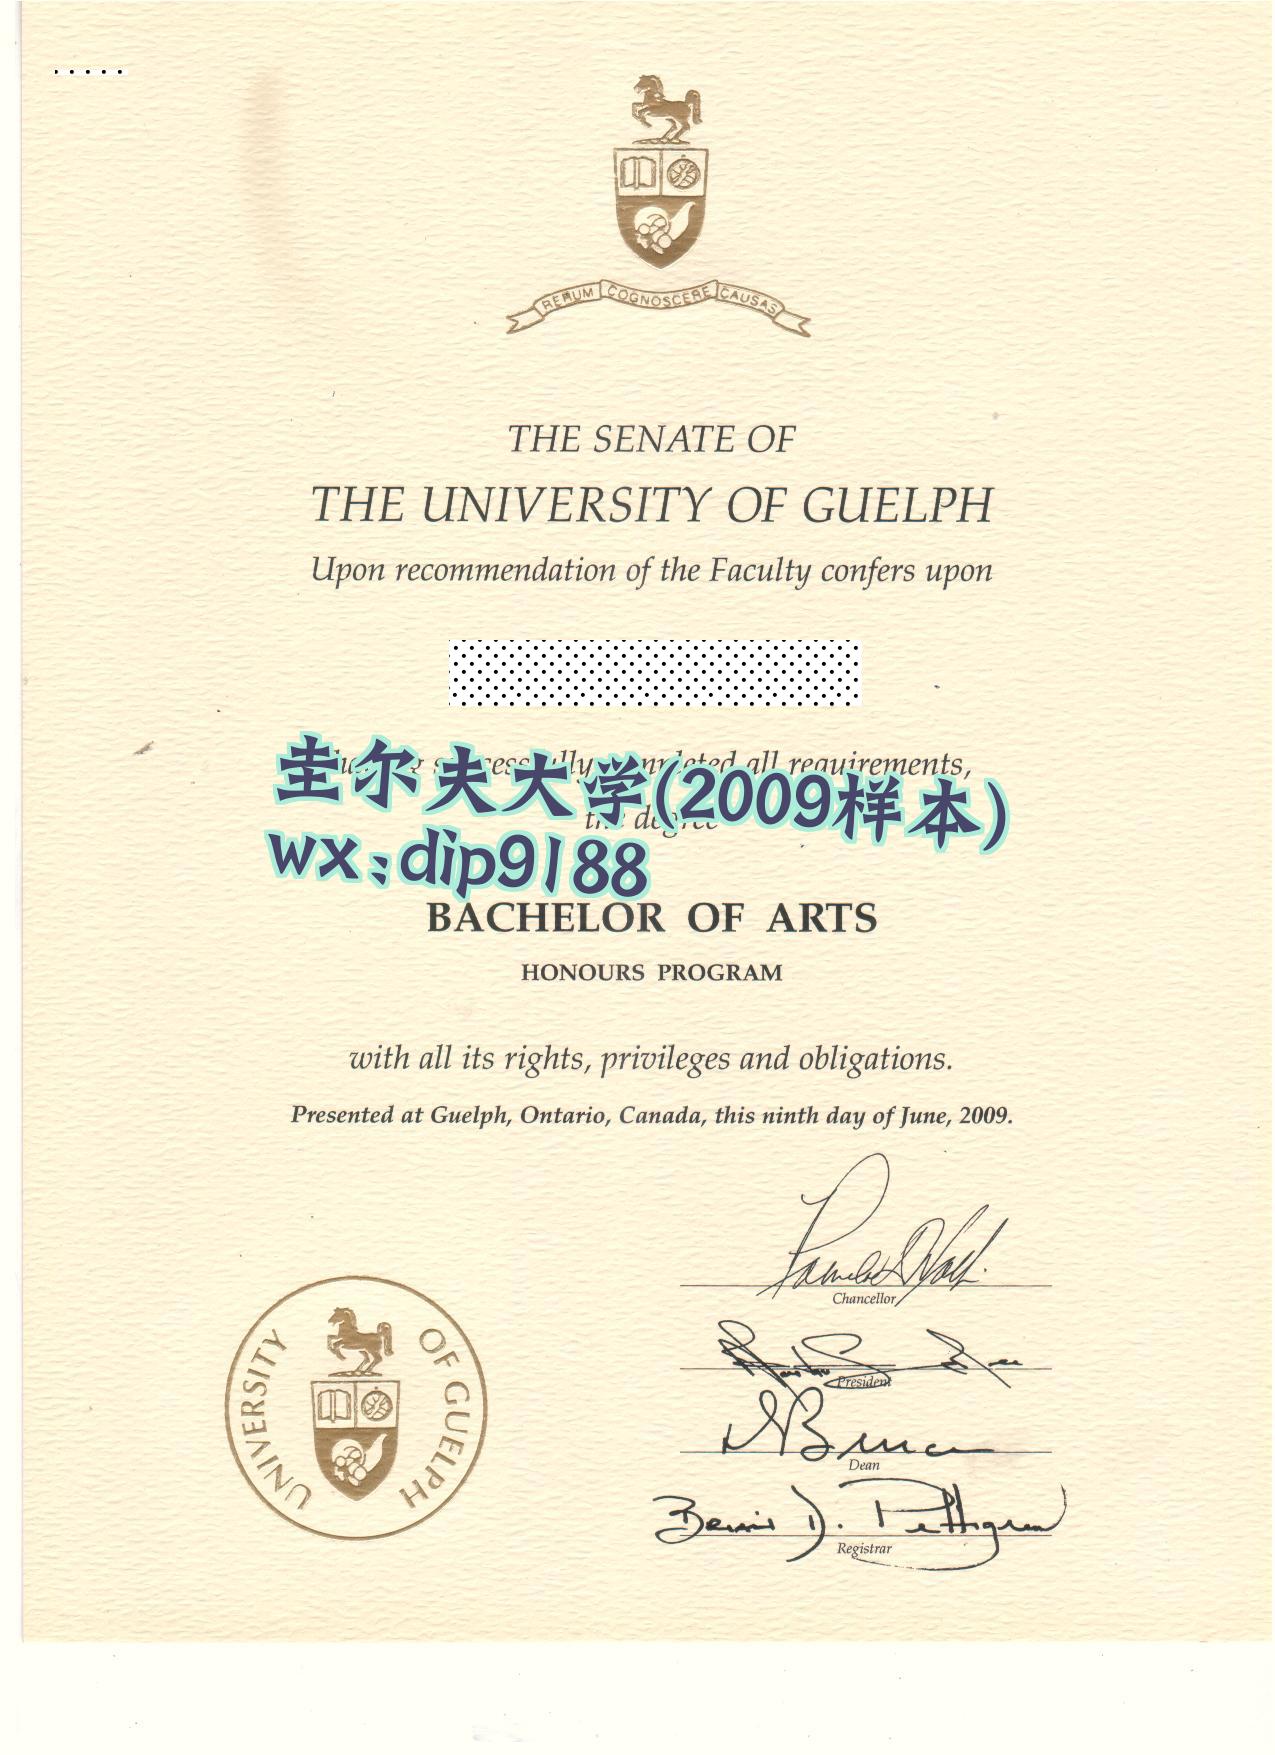 RERUM COGNOSCERE CAUSAS
THE SENATE OF
THE UNIVERSITY OF GUELPH
Upon recommendation of the Faculty confers upon
all requirements,
圭尔夫大学(2009样本)
the degree
wx:dip9188
BACHELOR OF ARTS
HONOURS PROGRAM
with all its rights, privileges and obligations.
Presented at Guelph, Ontario, Canada, this ninth day of June, 2009.
Chancellor
President
Dean
Registrar
UNIVERSITY OF GUELPH